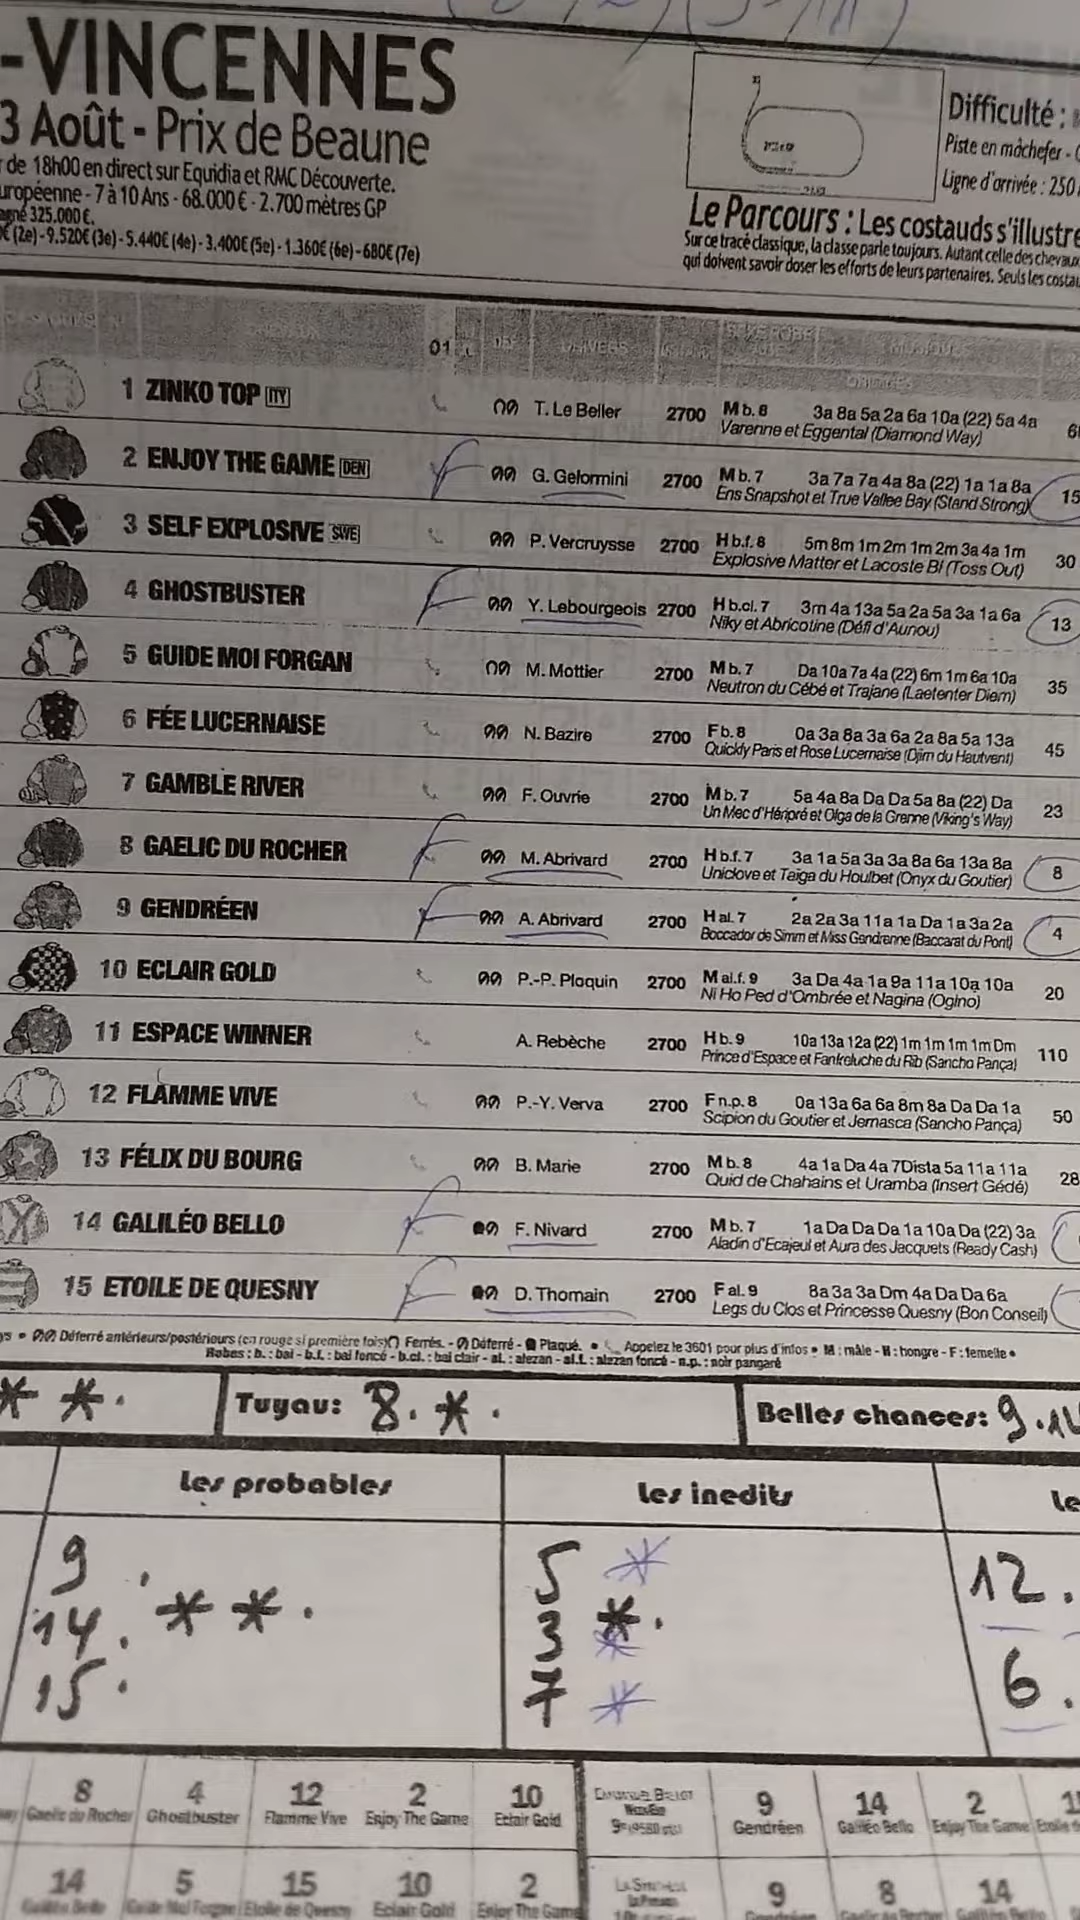 -VINCENNES
3 Août - Prix de Beaune
de 18h00 en direct sur Equidia et RMC Découverte.
uropéenne - 7 à 10 Ans - 68.000 € - 2.700 mètres GP
agné 325.000 €.
€ (2e) - 9.520€ (3e) - 5.440€ (4e) - 3.400€ (5e) - 1.360€ (6e) - 680€ (7e)
Difficulté :
Piste en mâchefer -
Ligne d'arrivée : 250
Le Parcours : Les costauds s'illustre
Sur ce tracé classique, la classe parle toujours. Autant celle des chevaux
qui doivent savoir doser les efforts de leurs partenaires. Seuls les costau
01
1 ZINKO TOP ITY T. Le Beller 2700 M b. 8 3a 8a 5a 2a 6a 10a (22) 5a 4a
Varenne et Eggental (Diamond Way)
2 ENJOY THE GAME DEN G. Gelormini 2700 M b. 7 3a 7a 7a 4a 8a (22) 1a 1a 8a 15
Ens Snapshot et True Vallee Bay (Stand Strong)
3 SELF EXPLOSIVE SWE P. Vercruysse 2700 H b.f. 8 5m 8m 1m 2m 1m 2m 3a 4a 1m 30
Explosive Matter et Lacoste BI (Toss Out)
4 GHOSTBUSTER Y. Lebourgeois 2700 H b.cl. 7 3m 4a 13a 5a 2a 5a 3a 1a 6a 13
Niky et Abricotine (Défi d'Aunou)
5 GUIDE MOI FORGAN M. Mottier 2700 M b. 7 Da 10a 7a 4a (22) 6m 1m 6a 10a 35
Neutron du Cébé et Trajane (Laetenter Diem)
6 FÉE LUCERNAISE N. Bazire 2700 F b. 8 0a 3a 8a 3a 6a 2a 8a 5a 13a 45
Quickly Paris et Rose Lucernaise (Djim du Hautvent)
7 GAMBLE RIVER F. Ouvrie 2700 M b. 7 5a 4a 8a Da Da 5a 8a (22) Da 23
Un Mec d'Héripré et Olga de la Grenne (Viking's Way)
8 GAELIC DU ROCHER M. Abrivard 2700 H b.f. 7 3a 1a 5a 3a 3a 8a 6a 13a 8a 8
Uniclove et Teïga du Houlbet (Onyx du Goutier)
9 GENDRÉEN A. Abrivard 2700 H al. 7 2a 2a 3a 11a 1a Da 1a 3a 2a 4
Boccador de Simm et Miss Gendrenne (Baccarat du Pont)
10 ECLAIR GOLD P.-P. Ploquin 2700 M al.f. 9 3a Da 4a 1a 9a 11a 10a 10a 20
Ni Ho Ped d'Ombrée et Nagina (Ogino)
11 ESPACE WINNER A. Rebèche 2700 H b. 9 10a 13a 12a (22) 1m 1m 1m 1m Dm 110
Prince d'Espace et Fanfreluche du Rib (Sancho Pança)
12 FLAMME VIVE P.-Y. Verva 2700 F n.p. 8 0a 13a 6a 6a 8m 8a Da Da 1a 50
Scipion du Goutier et Jemasca (Sancho Pança)
13 FÉLIX DU BOURG B. Marie 2700 M b. 8 4a 1a Da 4a 7Dista 5a 11a 11a 28
Quid de Chahains et Uramba (Insert Gédé)
14 GALILÉO BELLO F. Nivard 2700 M b. 7 1a Da Da Da 1a 10a Da (22) 3a
Aladin d'Ecajeul et Aura des Jacquets (Ready Cash)
15 ETOILE DE QUESNY D. Thomain 2700 F al. 9 8a 3a 3a Dm 4a Da Da 6a
Legs du Clos et Princesse Quesny (Bon Conseil)
Déferré antérieurs/postérieurs (en rouge si première fois) Ferrés. - Déferré - Plaqué. • Appelez le 3601 pour plus d'infos • M : mâle - H : hongre - F : femelle •
Robes : b. : bai - b.f. : bai foncé - b.cl. : bai clair - al. : alezan - al.f. : alezan foncé - n.p. : noir pangaré
* * . Tuyau: 8. * . Belles chances: 9.14
Les probables Les inedits Le
9. 5 * 12.
14. * * . 3 * .
15. 7 * 6.
8 4 12 2 10 9 14 2
Gaelic du Rocher Ghostbuster Flamme Vive Enjoy The Game Eclair Gold Gendréen Galiléo Bello Enjoy The Game
14 5 15 10 2 9 8 14
Galiléo Bello Guide Moi Forgan Etoile de Quesny Eclair Gold Enjoy The Game Gendréen Gaelic du Rocher Galiléo Bello